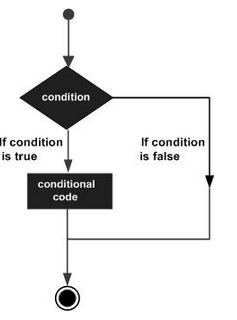 condition
If condition
is true
If condition
is false
conditional
code